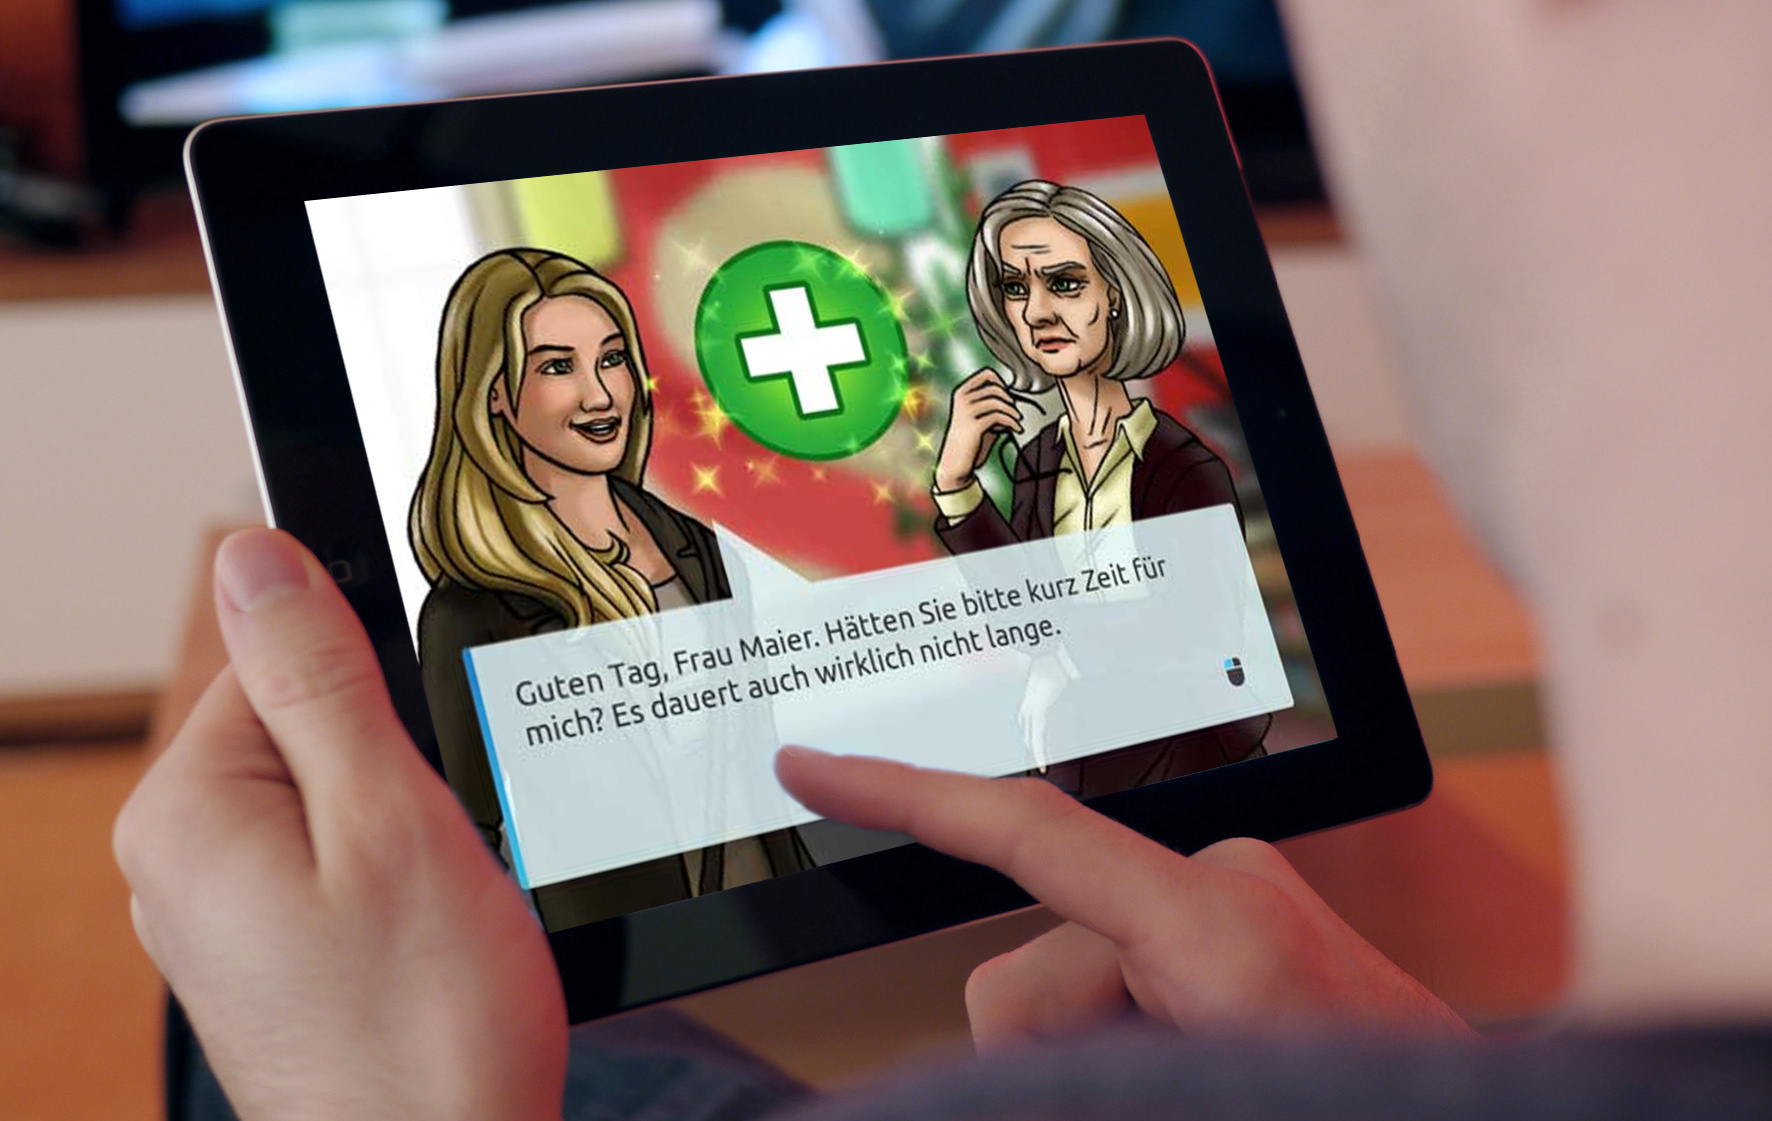 Guten Tag, Frau Maier. Hätten Sie bitte kurz Zeit für
mich? Es dauert auch wirklich nicht lange.